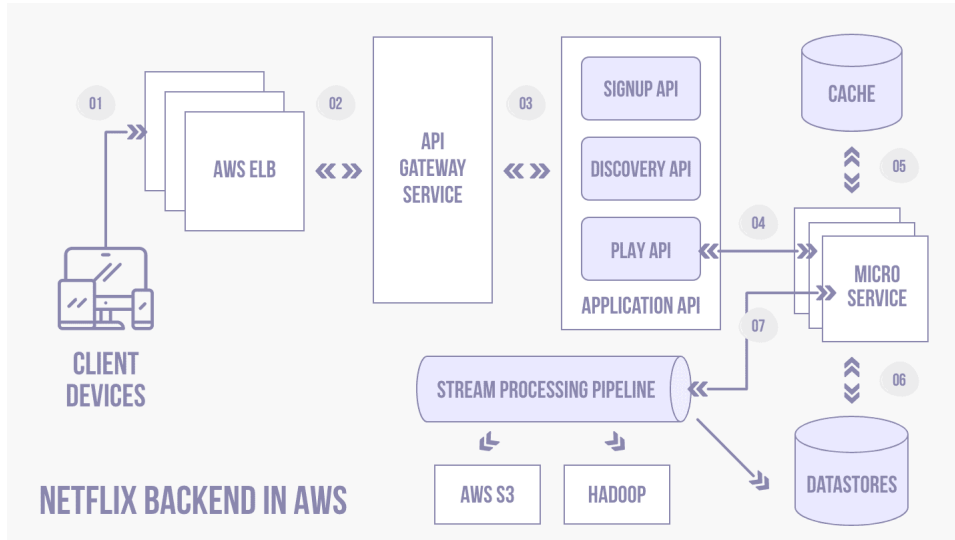 01
02
03
AWS ELB
API
GATEWAY
SERVICE
SIGNUP API
DISCOVERY API
PLAY API
APPLICATION API
CACHE
05
04
MICRO
SERVICE
07
06
CLIENT
DEVICES
STREAM PROCESSING PIPELINE
AWS S3
HADOOP
DATASTORES
NETFLIX BACKEND IN AWS